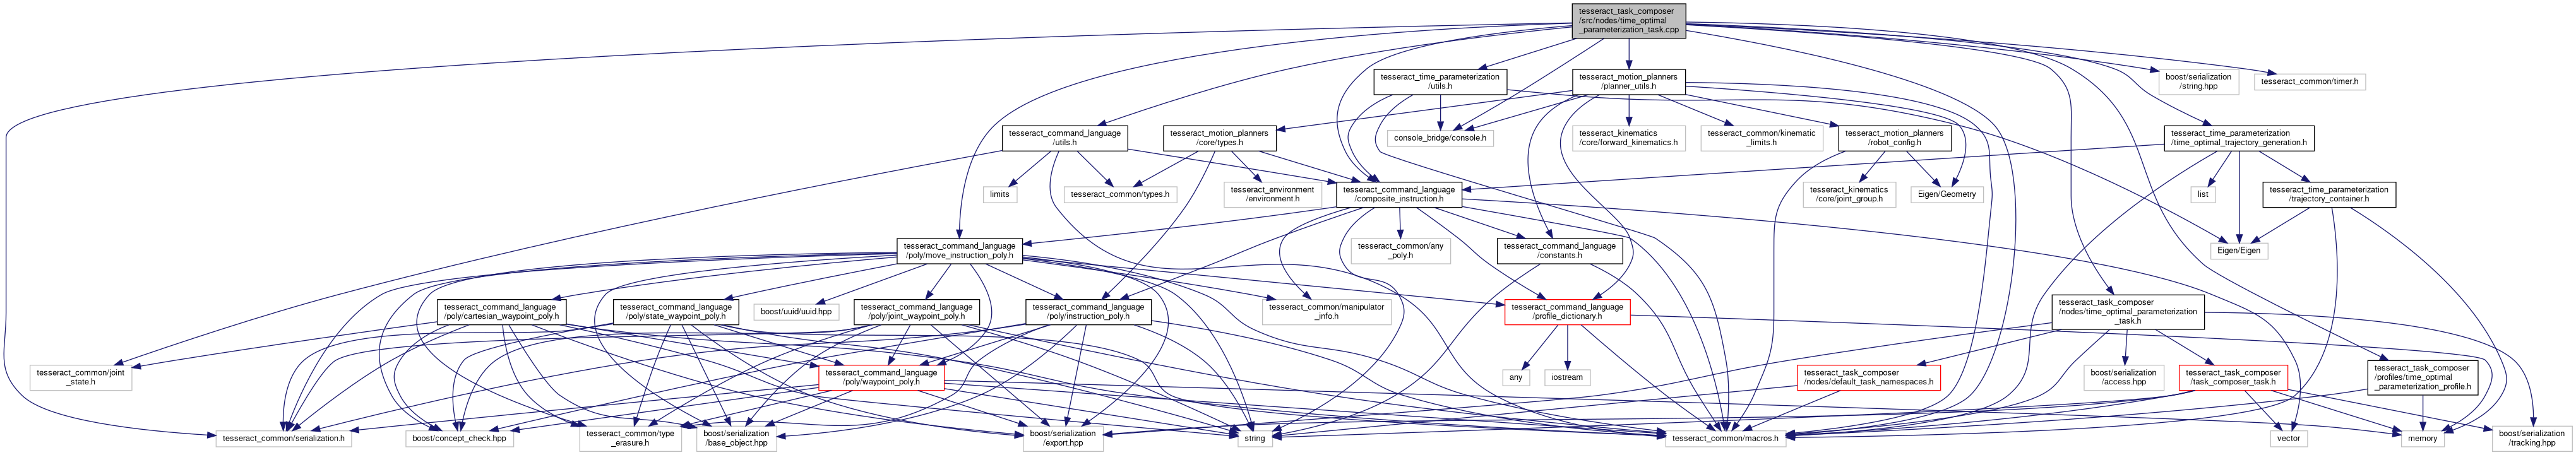 tesseract_task_composer
/src/nodes/time_optimal
_parameterization_task.cpp
tesseract_time_parameterization
/utils.h
tesseract_motion_planners
/planner_utils.h
boost/serialization
/string.hpp
tesseract_common/timer.h
tesseract_command_language
/utils.h
tesseract_motion_planners
/core/types.h
console_bridge/console.h
tesseract_kinematics
/core/forward_kinematics.h
tesseract_common/kinematic
_limits.h
tesseract_motion_planners
/robot_config.h
tesseract_time_parameterization
/time_optimal_trajectory_generation.h
limits
tesseract_common/types.h
tesseract_environment
/environment.h
tesseract_command_language
/composite_instruction.h
tesseract_kinematics
/core/joint_group.h
Eigen/Geometry
list
tesseract_time_parameterization
/trajectory_container.h
tesseract_command_language
/poly/move_instruction_poly.h
tesseract_common/any
_poly.h
tesseract_command_language
/constants.h
Eigen/Eigen
tesseract_command_language
/poly/cartesian_waypoint_poly.h
tesseract_command_language
/poly/state_waypoint_poly.h
boost/uuid/uuid.hpp
tesseract_command_language
/poly/joint_waypoint_poly.h
tesseract_command_language
/poly/instruction_poly.h
tesseract_common/manipulator
_info.h
tesseract_command_language
/profile_dictionary.h
tesseract_task_composer
/nodes/time_optimal_parameterization
_task.h
tesseract_common/joint
_state.h
tesseract_command_language
/poly/waypoint_poly.h
any
iostream
tesseract_task_composer
/nodes/default_task_namespaces.h
boost/serialization
/access.hpp
tesseract_task_composer
/task_composer_task.h
tesseract_task_composer
/profiles/time_optimal
_parameterization_profile.h
tesseract_common/serialization.h
boost/concept_check.hpp
tesseract_common/type
_erasure.h
boost/serialization
/base_object.hpp
boost/serialization
/export.hpp
string
tesseract_common/macros.h
vector
memory
boost/serialization
/tracking.hpp